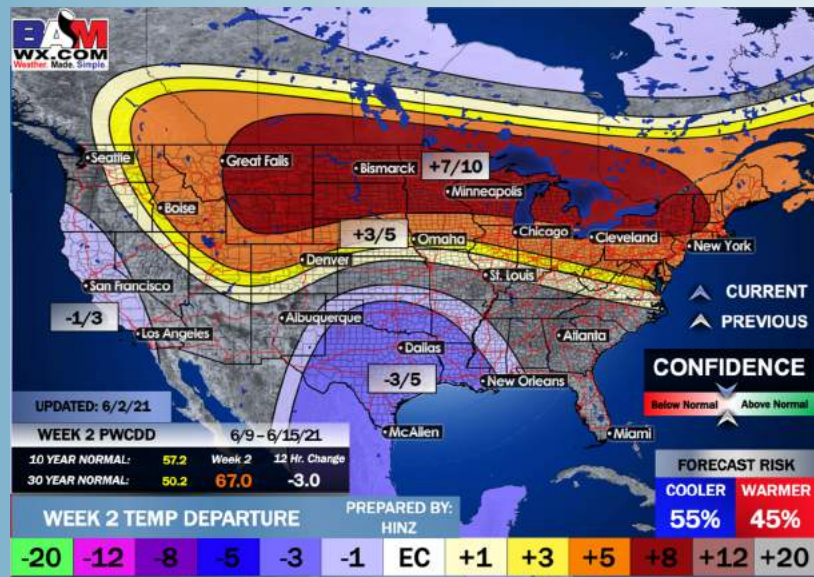 BAM
WX.COM
Weather. Made. Simple.
Seattle
Great Falls
Bismarck
+7/10
Minneapolis
Boise
+3/5
Omaha
Chicago
Cleveland
New York
Denver
St. Louis
San Francisco
CURRENT
-1/3
Albuquerque
PREVIOUS
Los Angeles
Atlanta
Dallas
CONFIDENCE
-3/5
New Orleans
Below Normal
Above Normal
UPDATED: 6/2/21
McAllen
Miami
WEEK 2 PWCDD 6/9 – 6/15/21
10 YEAR NORMAL: 57.2 Week 2 12 Hr. Change
30 YEAR NORMAL: 50.2 67.0 -3.0
FORECAST RISK
COOLER WARMER
55% 45%
WEEK 2 TEMP DEPARTURE
PREPARED BY:
HINZ
-20 -12 -8 -5 -3 -1 EC +1 +3 +5 +8 +12 +20